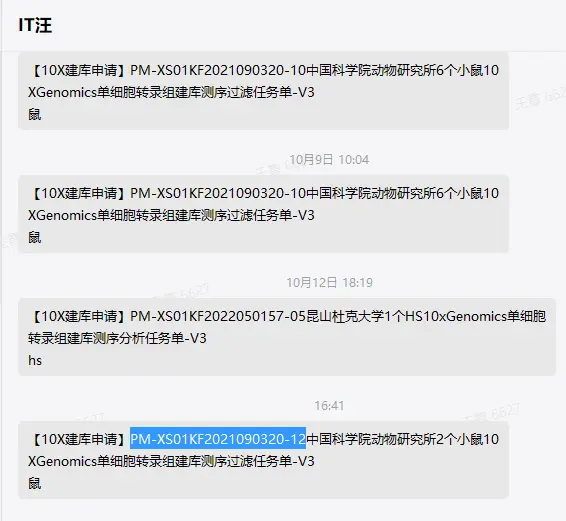 IT汪
【10X建库申请】PM-XS01KF2021090320-10中国科学院动物研究所6个小鼠10
XGenomics单细胞转录组建库测序过滤任务单-V3
鼠
10月9日 10:04
【10X建库申请】PM-XS01KF2021090320-10中国科学院动物研究所6个小鼠10
XGenomics单细胞转录组建库测序过滤任务单-V3
鼠
10月12日 18:19
【10X建库申请】PM-XS01KF2022050157-05昆山杜克大学1个HS10xGenomics单细胞
转录组建库测序分析任务单-V3
hs
16:41
【10X建库申请】PM-XS01KF2021090320-12中国科学院动物研究所2个小鼠10
XGenomics单细胞转录组建库测序过滤任务单-V3
鼠